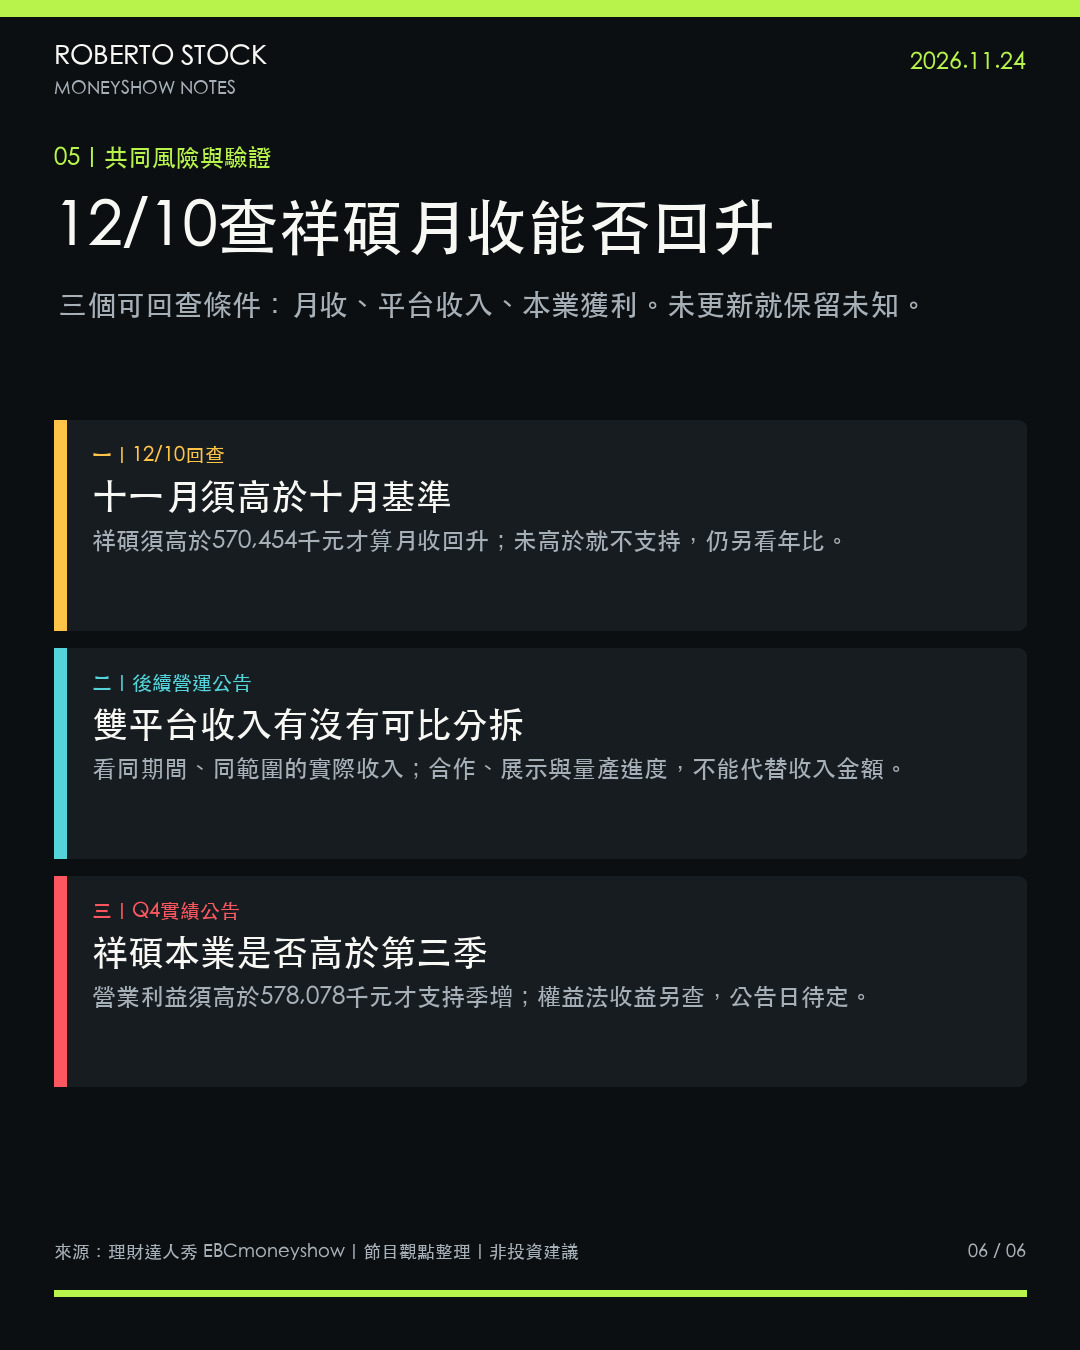 ROBERTO STOCK
MONEYSHOW NOTES
2026.11.24
05｜共同風險與驗證
12/10查祥碩月收能否回升
三個可回查條件：月收、平台收入、本業獲利。未更新就保留未知。
一｜12/10回查
十一月須高於十月基準
祥碩須高於570,454千元才算月收回升；未高於就不支持，仍另看年比。
二｜後續營運公告
雙平台收入有沒有可比分拆
看同期間、同範圍的實際收入；合作、展示與量產進度，不能代替收入金額。
三｜Q4實績公告
祥碩本業是否高於第三季
營業利益須高於578,078千元才支持季增；權益法收益另查，公告日待定。
來源：理財達人秀 EBCmoneyshow｜節目觀點整理｜非投資建議
06 / 06